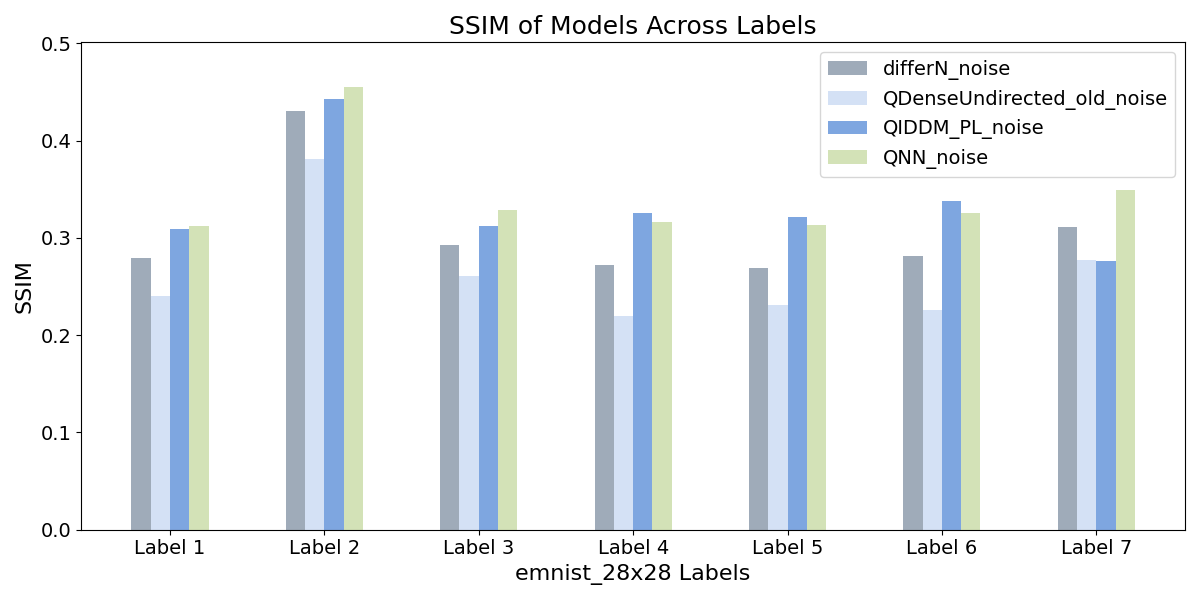 SSIM of Models Across Labels
0.5
0.4
0.3
0.2
0.1
0.0
SSIM
differN_noise
QDenseUndirected_old_noise
QIDDM_PL_noise
QNN_noise
Label 1 Label 2 Label 3 Label 4 Label 5 Label 6 Label 7
emnist_28x28 Labels